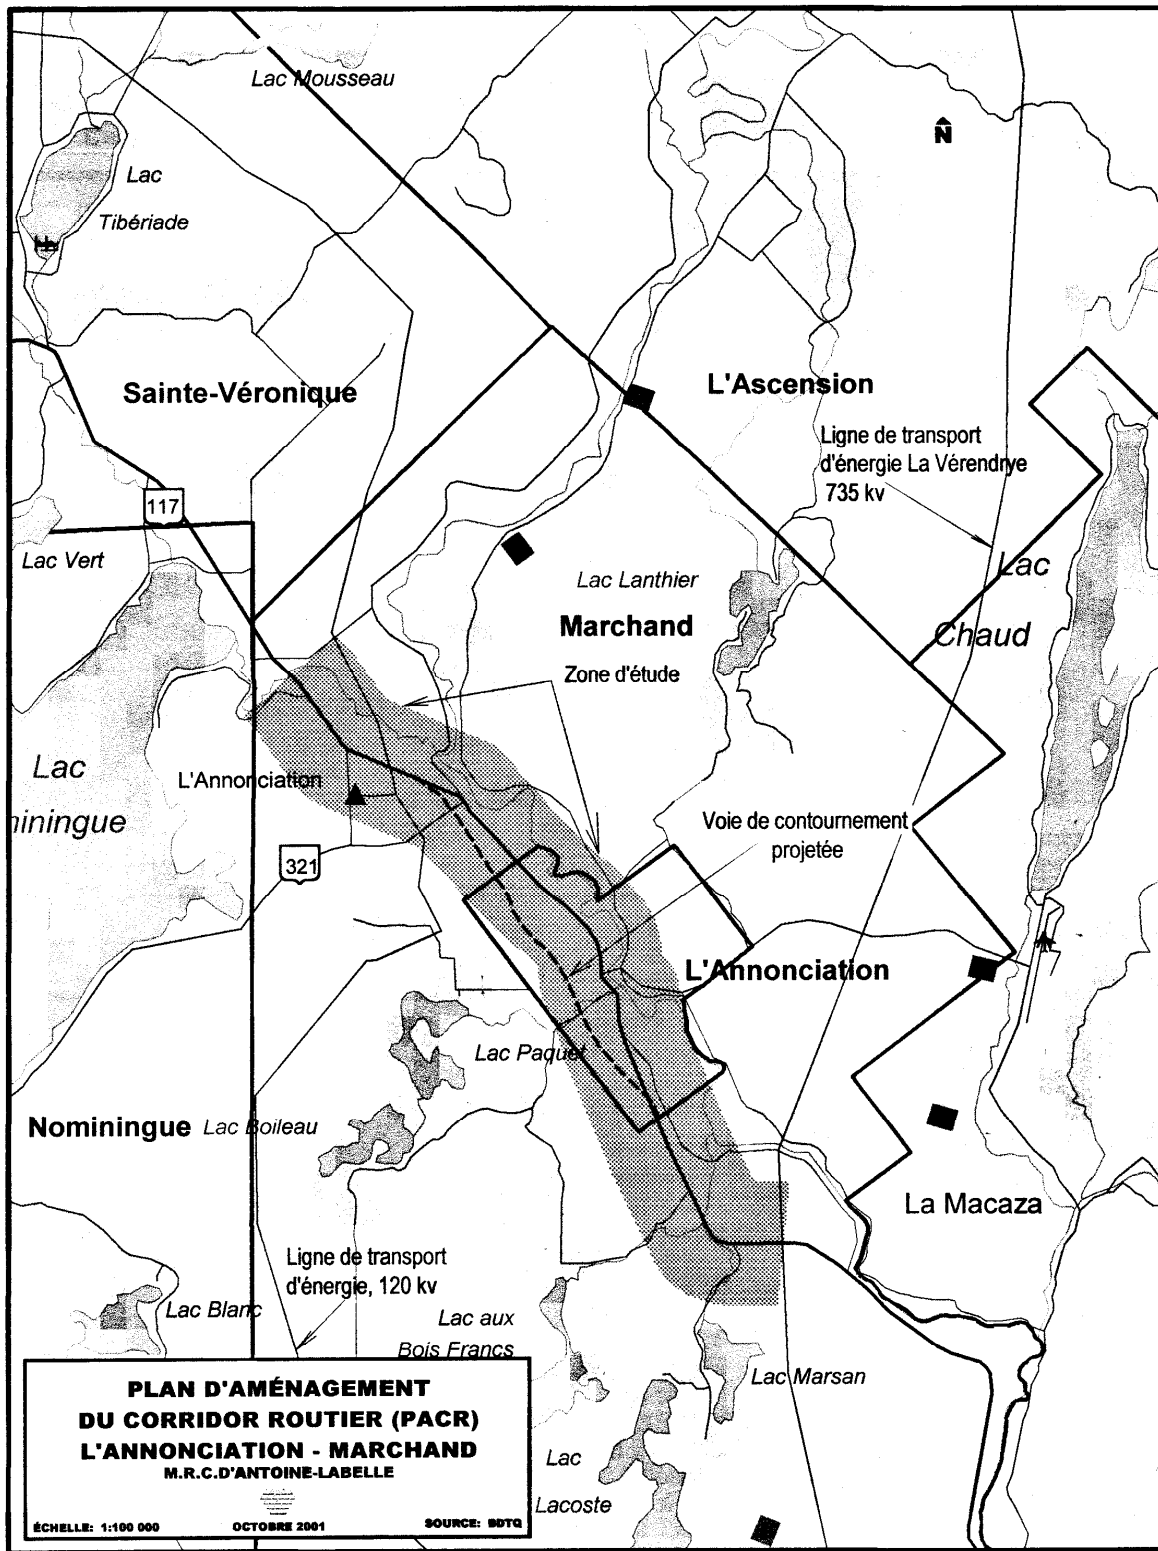 Lac Mousseau
N
Lac
Tibériade
Sainte-Véronique
L'Ascension
Ligne de transport
d'énergie La Vérendrye
735 kv
117
Lac Vert
Lac Lanthier
Lac
Chaud
Marchand
Zone d'étude
Lac
iningue
L'Annonciation
Voie de contournement
projetée
321
L'Annonciation
Lac Paquet
Nominingue
Lac Boileau
La Macaza
Ligne de transport
d'énergie, 120 kv
Lac Blanc
Lac aux
Bois Francs
Lac Marsan
Lac
Lacoste
PLAN D'AMÉNAGEMENT
DU CORRIDOR ROUTIER (PACR)
L'ANNONCIATION - MARCHAND
M.R.C.D'ANTOINE-LABELLE
ÉCHELLE: 1:100 000 OCTOBRE 2001 SOURCE: BDTQ